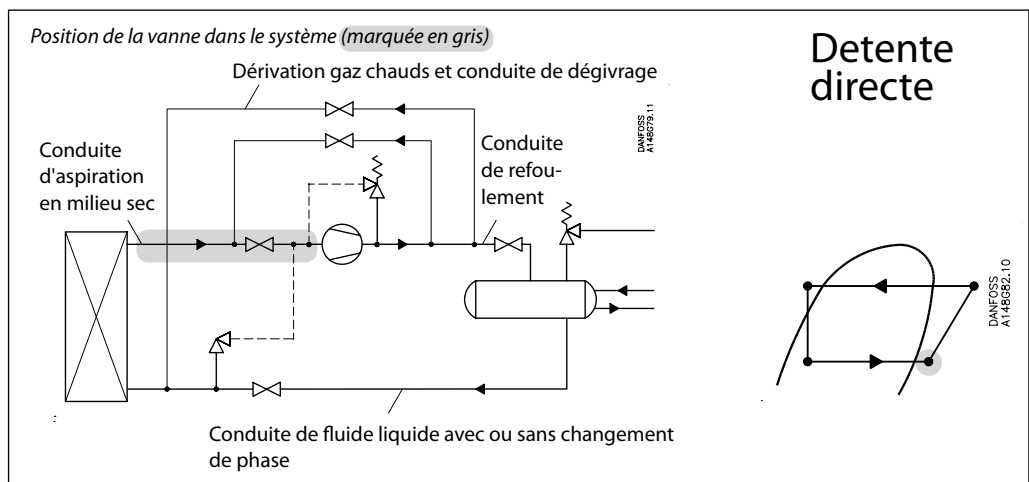 Position de la vanne dans le système (marquée en gris)
Detente
directe
Dérivation gaz chauds et conduite de dégivrage
DANFOSS
A148G79.11
Conduite
d'aspiration
en milieu sec
Conduite
de refou-
lement
DANFOSS
A148G82.10
Conduite de fluide liquide avec ou sans changement
de phase